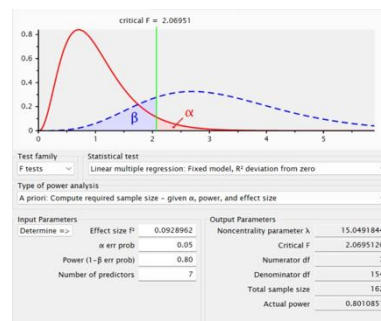 critical F = 2.06951
0.8
0.6
0.4
0.2
0
β
α
0 1 2 3 4 5
Test family Statistical test
F tests Linear multiple regression: Fixed model, R² deviation from zero
Type of power analysis
A priori: Compute required sample size – given α, power, and effect size
Input Parameters Output Parameters
Determine => Effect size f² 0.0928962 Noncentrality parameter λ 15.049184
α err prob 0.05 Critical F 2.069512
Power (1-β err prob) 0.80 Numerator df
Number of predictors 7 Denominator df 154
Total sample size 162
Actual power 0.801085